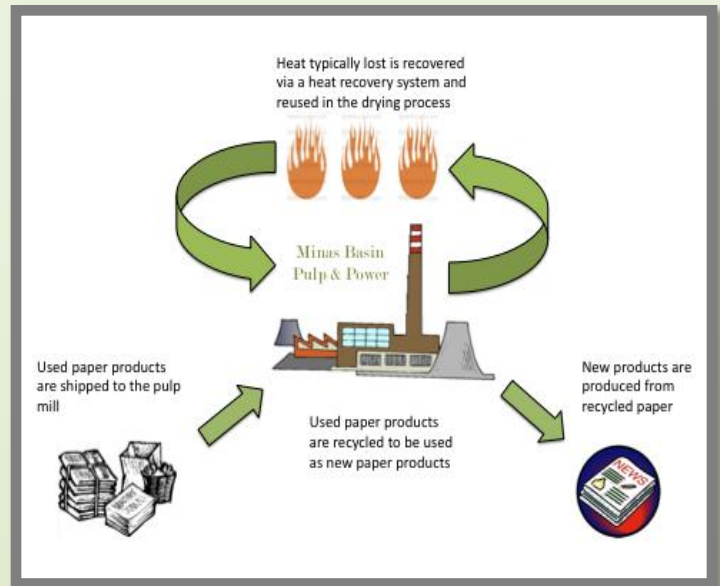 Heat typically lost is recovered
via a heat recovery system and
reused in the drying process
Minas Basin
Pulp & Power
Used paper products
are shipped to the pulp
mill
Used paper products
are recycled to be used
as new paper products
New products are
produced from
recycled paper
NEWS